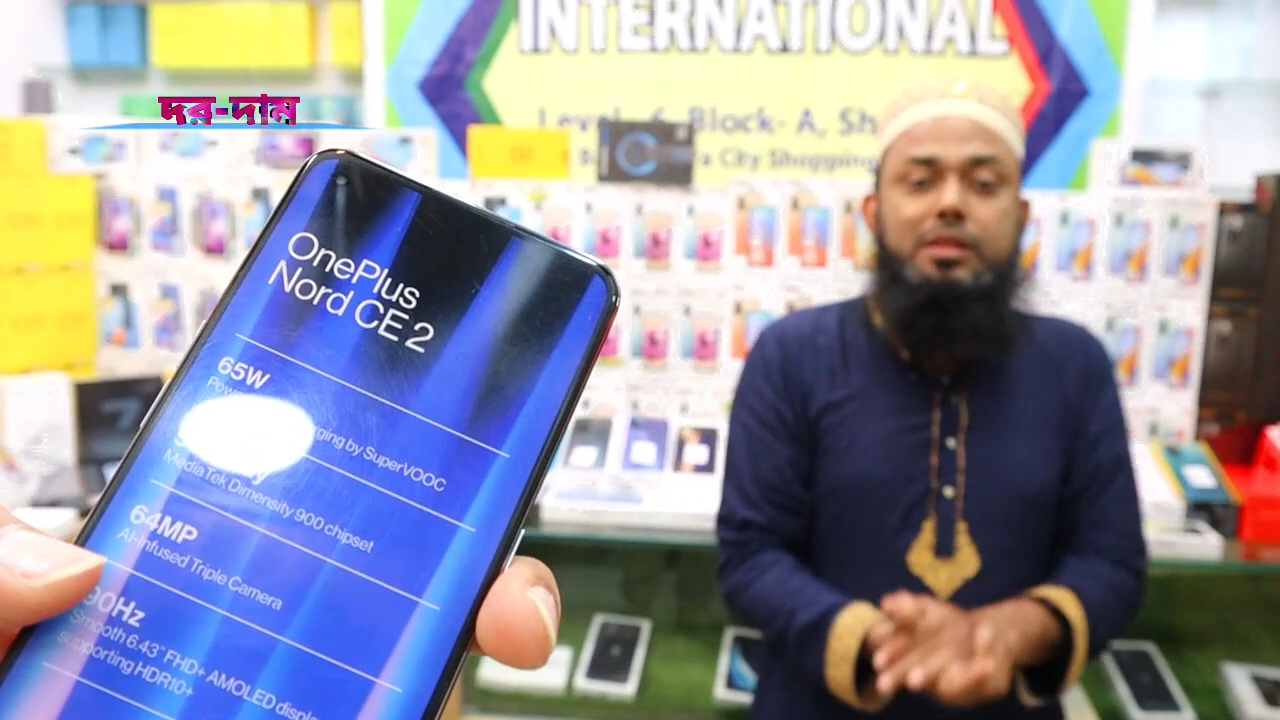 INTERNATIONAL
দর-দাম
Level- 6, Block- A, Sh
City Shopping
OnePlus
Nord CE 2
65W
ging by SuperVOOC
MediaTek Dimensity 900 chipset
64MP
AI-Infused Triple Camera
90Hz
Smooth 6.43" FHD+ AMOLED display
supporting HDR10+